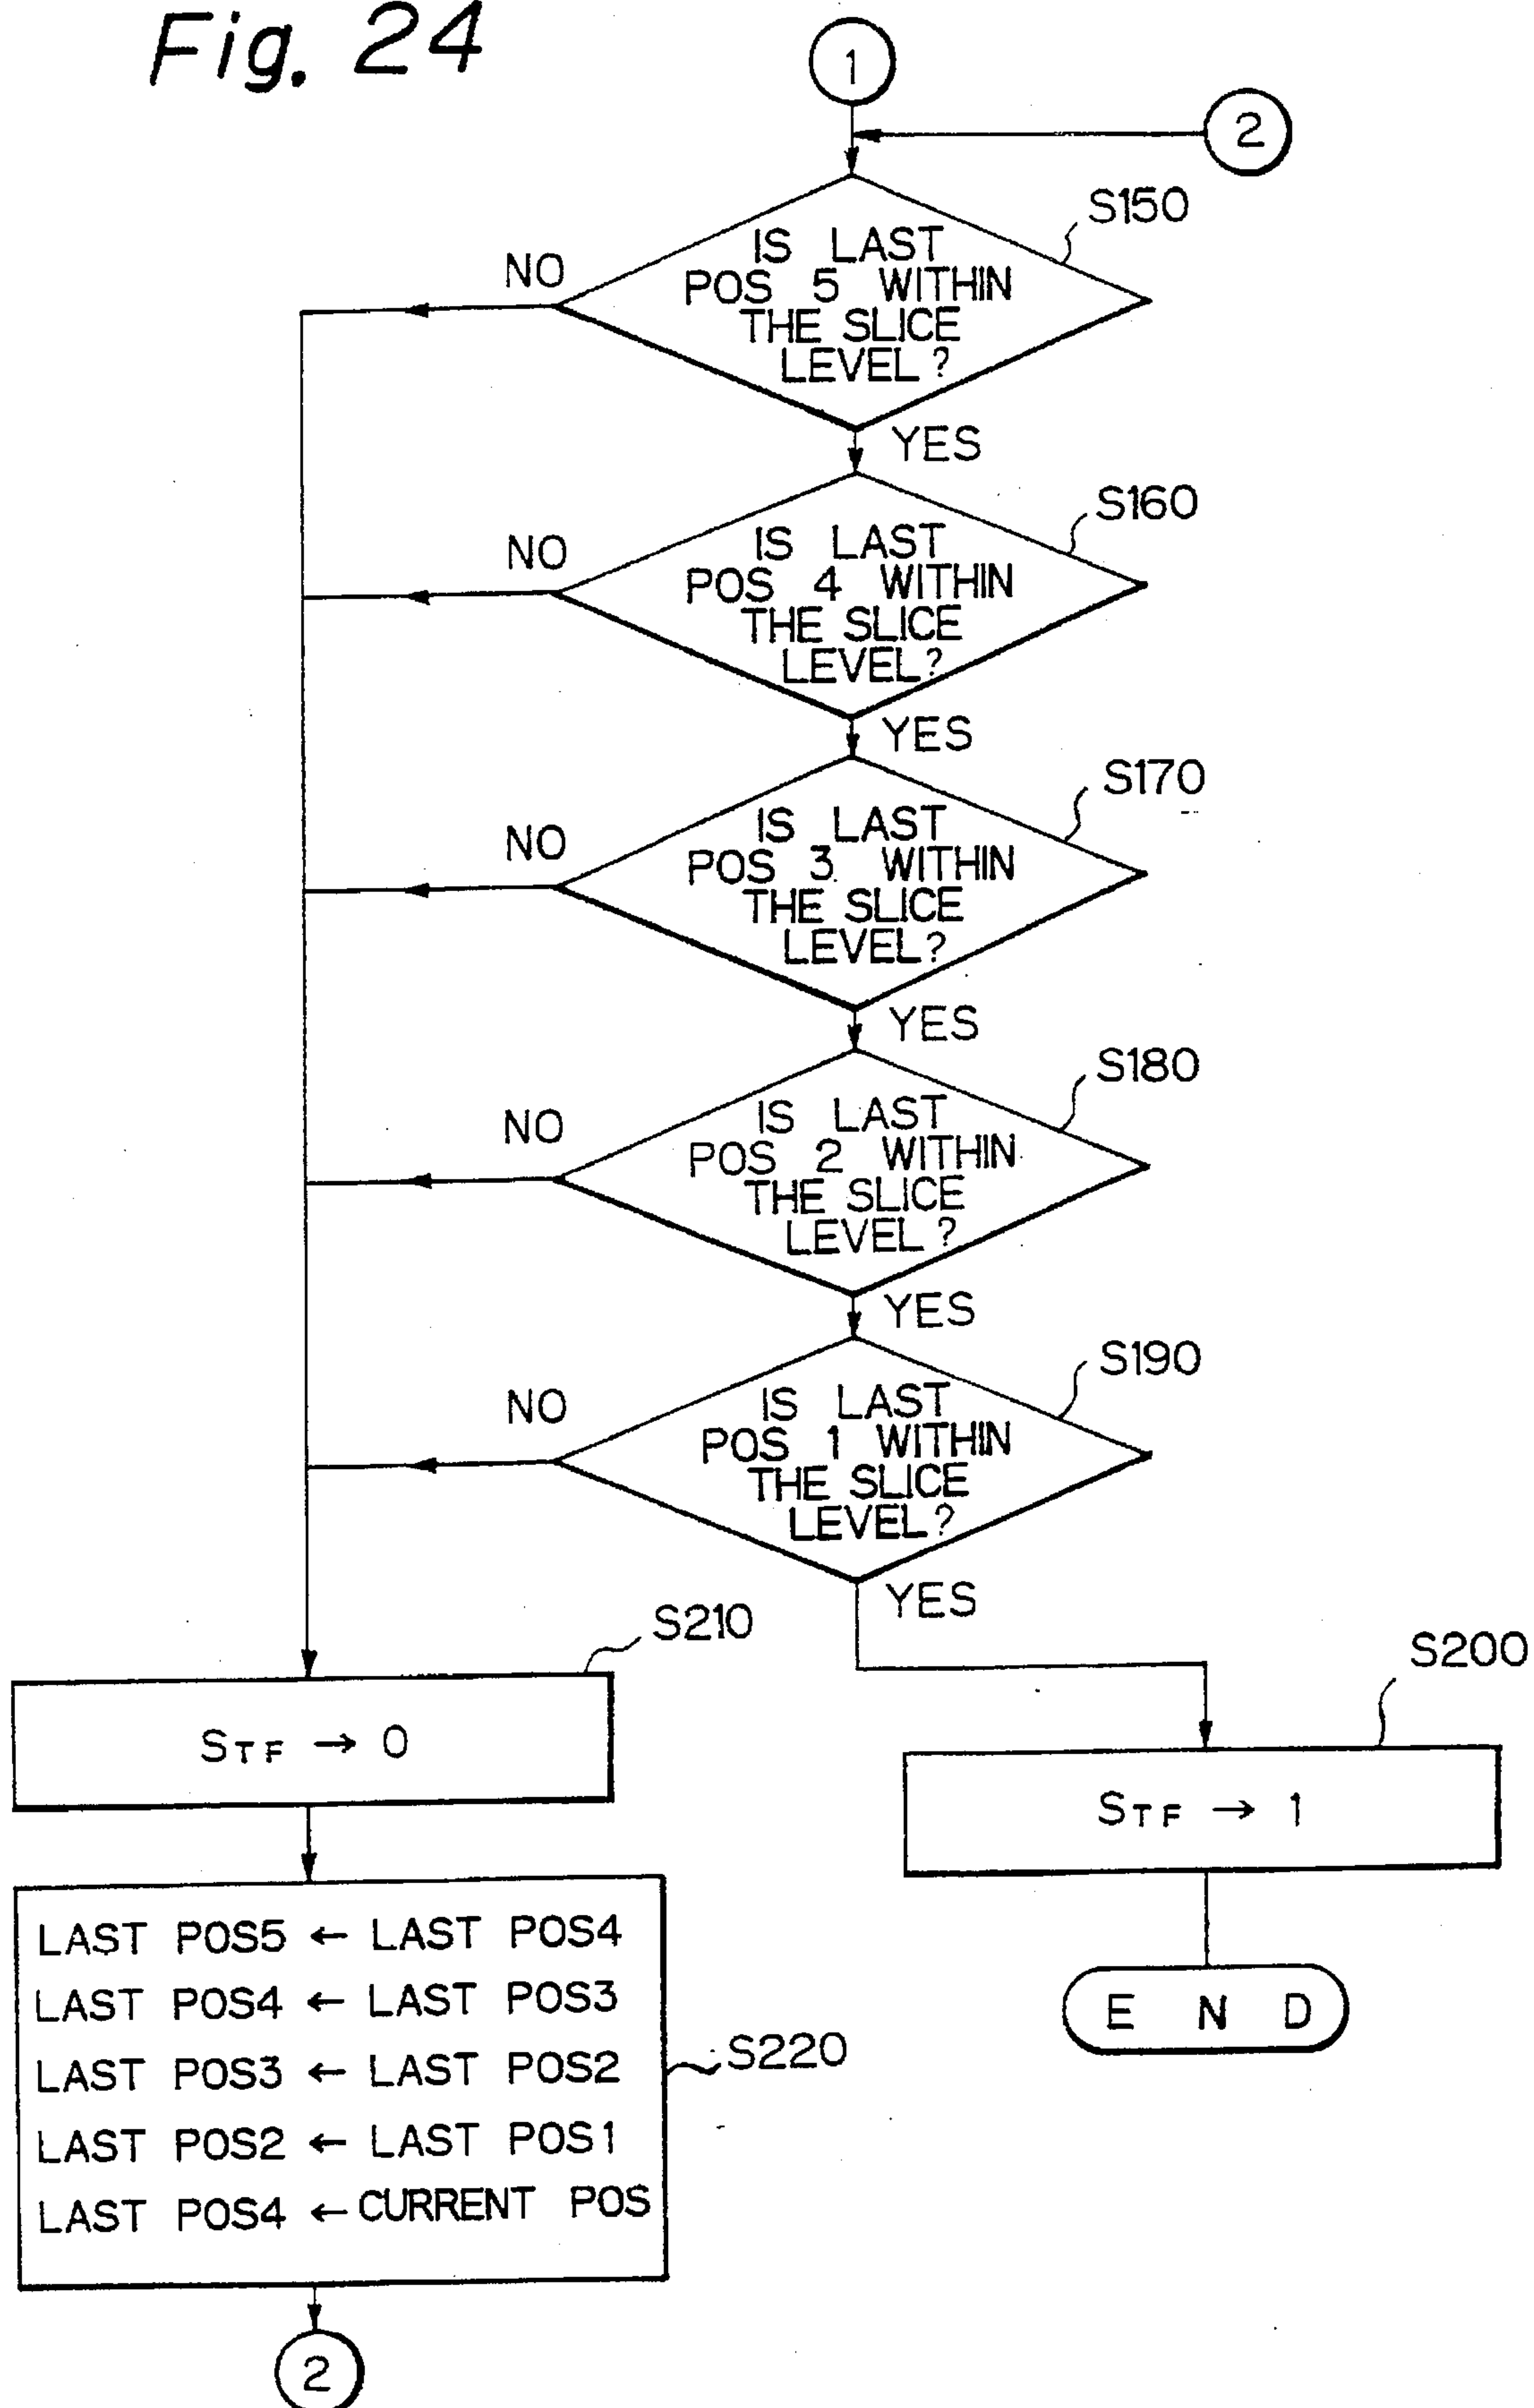 Fig. 24
1
2
S150
IS LAST
POS 5 WITHIN
THE SLICE
LEVEL?
NO
YES
S160
IS LAST
POS 4 WITHIN
THE SLICE
LEVEL?
NO
YES
S170
IS LAST
POS 3 WITHIN
THE SLICE
LEVEL?
NO
YES
S180
IS LAST
POS 2 WITHIN
THE SLICE
LEVEL?
NO
YES
S190
IS LAST
POS 1 WITHIN
THE SLICE
LEVEL?
NO
YES
S210
STF → 0
S200
STF → 1
END
LAST POS5 ← LAST POS4
LAST POS4 ← LAST POS3
LAST POS3 ← LAST POS2
LAST POS2 ← LAST POS1
LAST POS4 ← CURRENT POS
S220
2